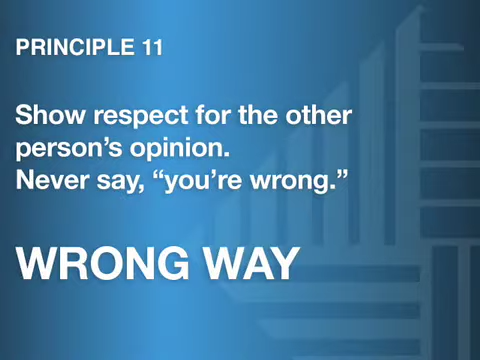 PRINCIPLE 11
Show respect for the other
person’s opinion.
Never say, “you’re wrong.”
WRONG WAY